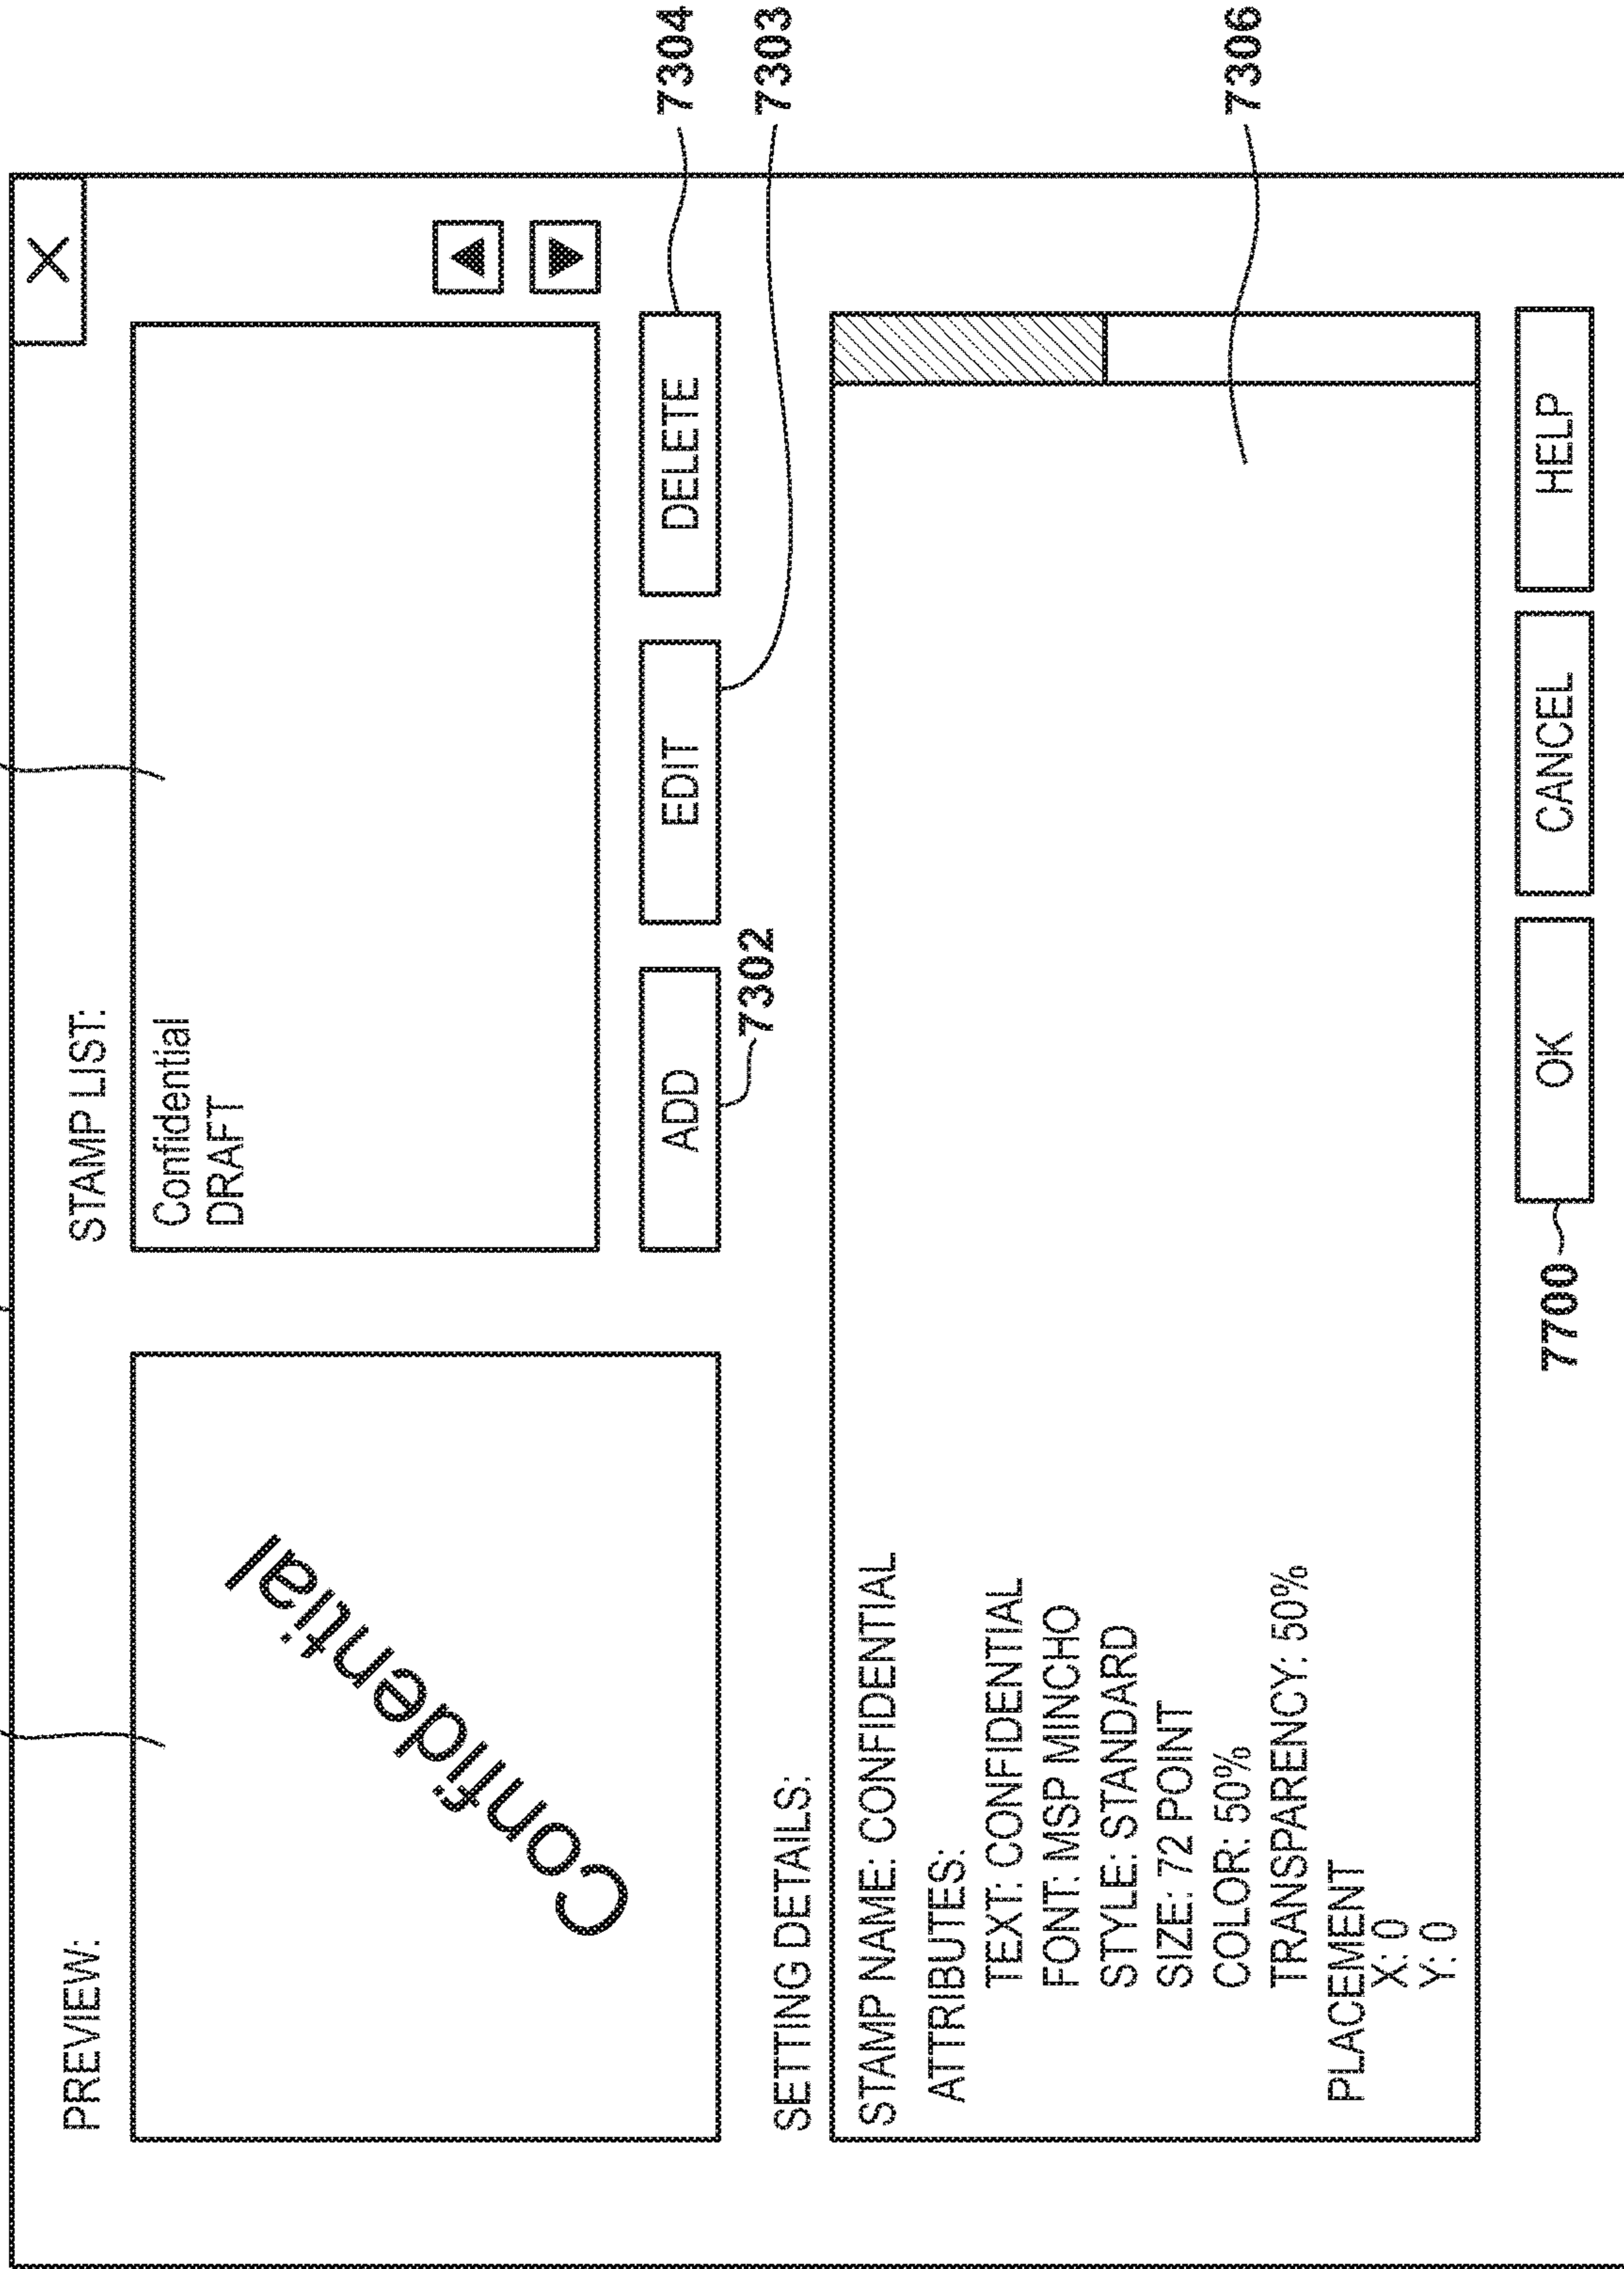 PREVIEW:
Confidential
STAMP LIST:
Confidential
DRAFT
ADD
EDIT
DELETE
7302
7304
7303
SETTING DETAILS:
STAMP NAME: CONFIDENTIAL
ATTRIBUTES:
TEXT: CONFIDENTIAL
FONT: MSP MINCHO
STYLE: STANDARD
SIZE: 72 POINT
COLOR: 50%
TRANSPARENCY: 50%
PLACEMENT
X: 0
Y: 0
7306
7700
OK
CANCEL
HELP